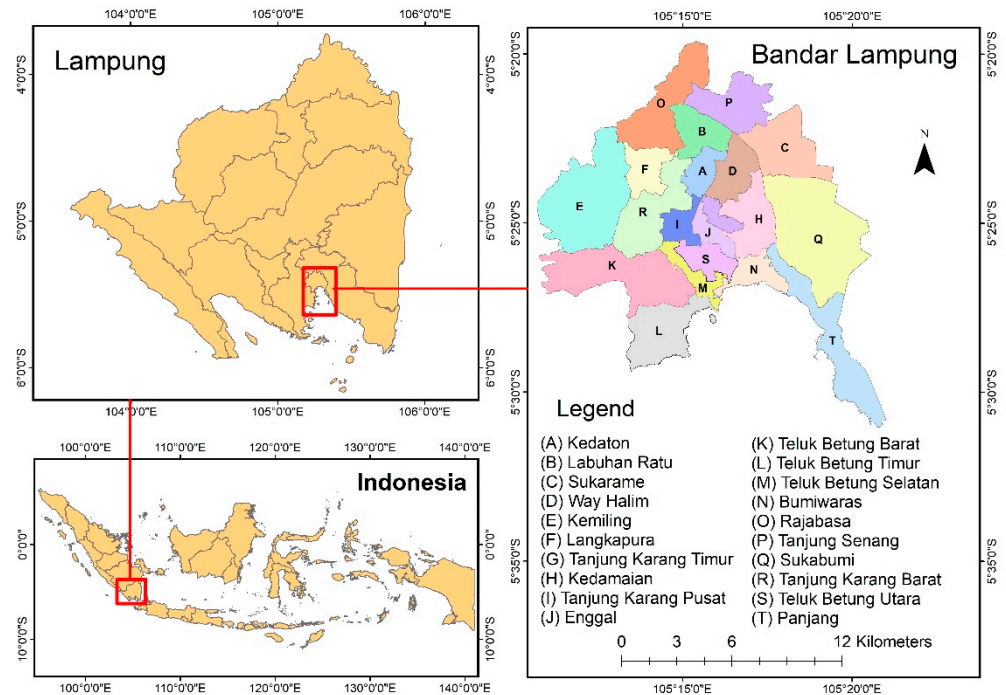 104°0'0"E 105°0'0"E 106°0'0"E
Lampung
4°0'0"S
4°0'0"S
5°0'0"S
5°0'0"S
6°0'0"S
6°0'0"S
104°0'0"E 105°0'0"E 106°0'0"E
100°0'0"E 110°0'0"E 120°0'0"E 130°0'0"E 140°0'0"E
Indonesia
0°0'0"
0°0'0"
10°0'0"S
10°0'0"S
100°0'0"E 110°0'0"E 120°0'0"E 130°0'0"E 140°0'0"E
105°15'0"E 105°20'0"E
Bandar Lampung
5°20'0"S
5°20'0"S
N
O
P
B
C
F
A
D
E
R
I
J
H
Q
K
S
N
M
L
T
5°25'0"S
5°25'0"S
5°30'0"S
5°30'0"S
Legend
(A) Kedaton
(B) Labuhan Ratu
(C) Sukarame
(D) Way Halim
(E) Kemiling
(F) Langkapura
(G) Tanjung Karang Timur
(H) Kedamaian
(I) Tanjung Karang Pusat
(J) Enggal
(K) Teluk Betung Barat
(L) Teluk Betung Timur
(M) Teluk Betung Selatan
(N) Bumiwaras
(O) Rajabasa
(P) Tanjung Senang
(Q) Sukabumi
(R) Tanjung Karang Barat
(S) Teluk Betung Utara
(T) Panjang
5°35'0"S
5°35'0"S
0 3 6 12 Kilometers
105°15'0"E 105°20'0"E